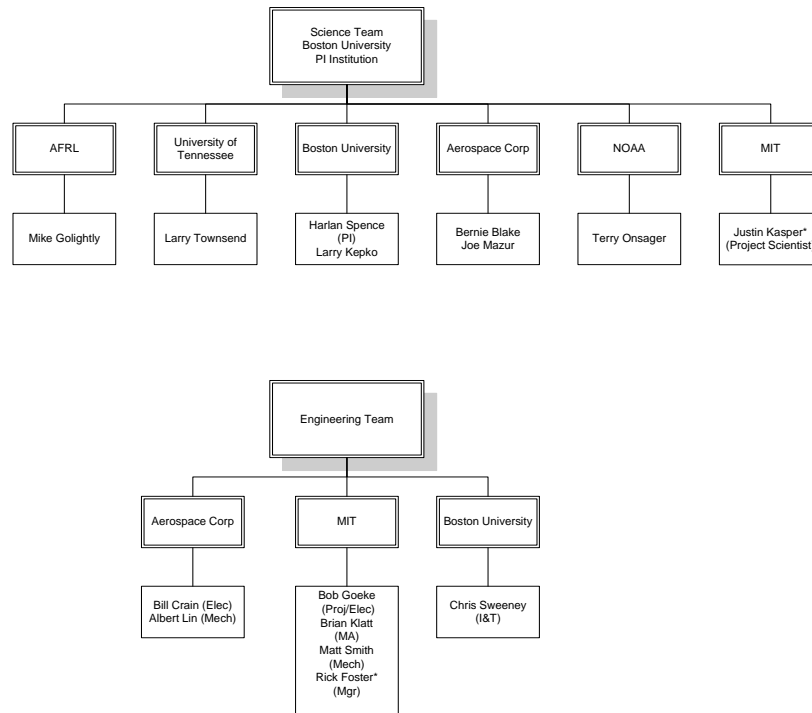 Science Team
Boston University
PI Institution
AFRL
University of
Tennessee
Boston University
Aerospace Corp
NOAA
MIT
Mike Golightly
Larry Townsend
Harlan Spence
(PI)
Larry Kepko
Bernie Blake
Joe Mazur
Terry Onsager
Justin Kasper*
(Project Scientist
Engineering Team
Aerospace Corp
MIT
Boston University
Bill Crain (Elec)
Albert Lin (Mech)
Bob Goeke
(Proj/Elec)
Brian Klatt
(MA)
Matt Smith
(Mech)
Rick Foster*
(Mgr)
Chris Sweeney
(I&T)